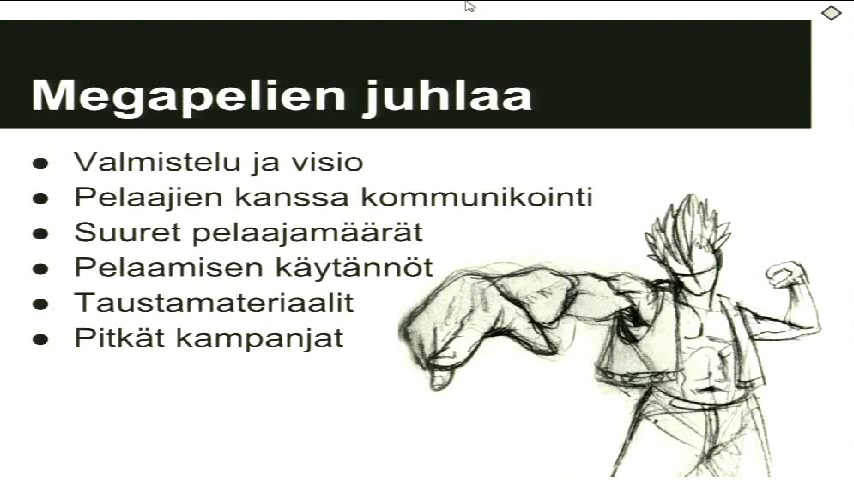 Megapelien juhlaa
● Valmistelu ja visio
● Pelaajien kanssa kommunikointi
● Suuret pelaajamäärät
● Pelaamisen käytännöt
● Taustamateriaalit
● Pitkät kampanjat